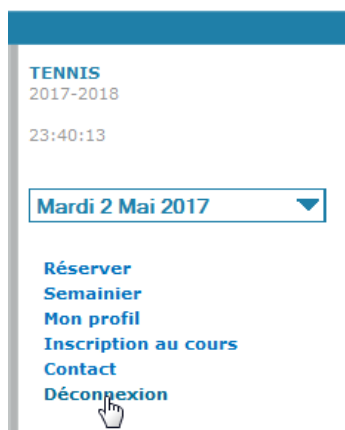 TENNIS
2017-2018
23:40:13
Mardi 2 Mai 2017
Réserver
Semainier
Mon profil
Inscription au cours
Contact
Déconnexion